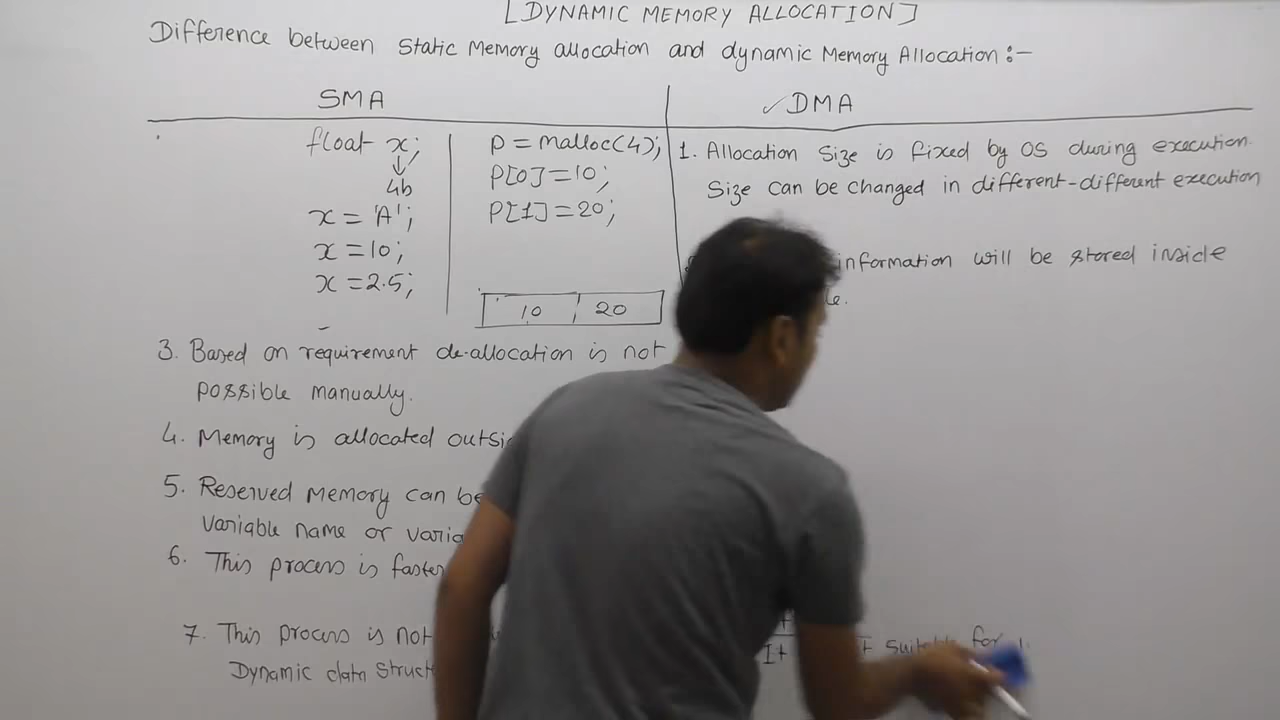 [DYNAMIC MEMORY ALLOCATION]
Difference between Static Memory allocation and dynamic Memory Allocation:-
SMA
float x;
4b
x = 'A';
x = 10;
x = 2.5;
P = malloc(4);
P[0] = 10;
P[1] = 20;
10 20
3. Based on requirement de-allocation is not
possible manually.
4. Memory is allocated
5. Reserved Memory can be
variable name or
6. This process is faster
7. This process is not
Dynamic data
DMA
1. Allocation Size is fixed by OS during execution.
Size can be changed in different-different execution
information will be stored inside
It suitable for